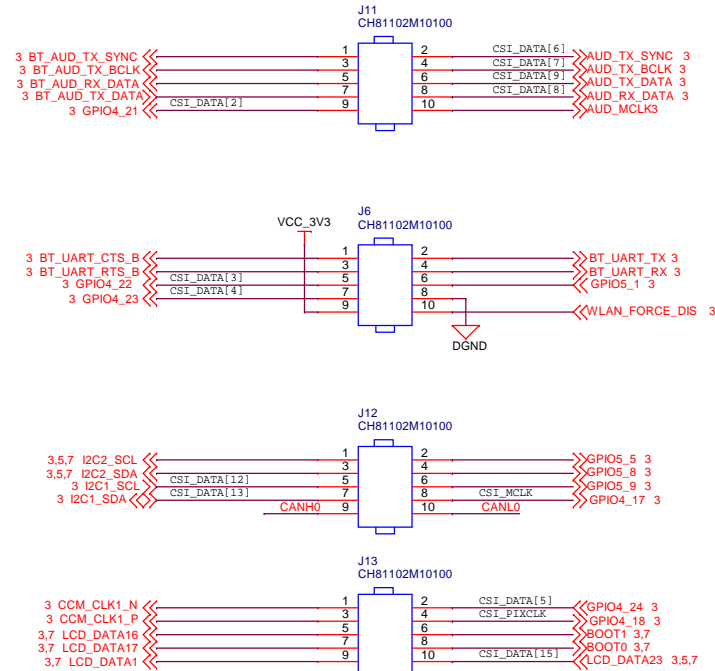 J11
CH81102M10100
3 BT_AUD_TX_SYNC 1 2 CSI_DATA[6] AUD_TX_SYNC 3
3 BT_AUD_TX_BCLK 3 4 CSI_DATA[7] AUD_TX_BCLK 3
3 BT_AUD_RX_DATA 5 6 CSI_DATA[9] AUD_TX_DATA 3
3 BT_AUD_TX_DATA 7 8 CSI_DATA[8] AUD_RX_DATA 3
3 GPIO4_21 CSI_DATA[2] 9 10 AUD_MCLK3
J6
CH81102M10100
VCC_3V3
3 BT_UART_CTS_B 1 2 BT_UART_TX 3
3 BT_UART_RTS_B 3 4 BT_UART_RX 3
3 GPIO4_22 CSI_DATA[3] 5 6 GPIO5_1 3
3 GPIO4_23 CSI_DATA[4] 7 8
9 10 WLAN_FORCE_DIS 3
DGND
J12
CH81102M10100
3,5,7 I2C2_SCL 1 2 GPIO5_5 3
3,5,7 I2C2_SDA 3 4 GPIO5_8 3
3 I2C1_SCL CSI_DATA[12] 5 6 GPIO5_9 3
3 I2C1_SDA CSI_DATA[13] 7 8 CSI_MCLK GPIO4_17 3
CANH0 9 10 CANL0
J13
CH81102M10100
3 CCM_CLK1_N 1 2 CSI_DATA[5] GPIO4_24 3
3 CCM_CLK1_P 3 4 CSI_PIXCLK GPIO4_18 3
3,7 LCD_DATA16 5 6 BOOT1 3,7
3,7 LCD_DATA17 7 8 BOOT0 3,7
3,7 LCD_DATA1 9 10 CSI_DATA[15] LCD_DATA23 3,5,7